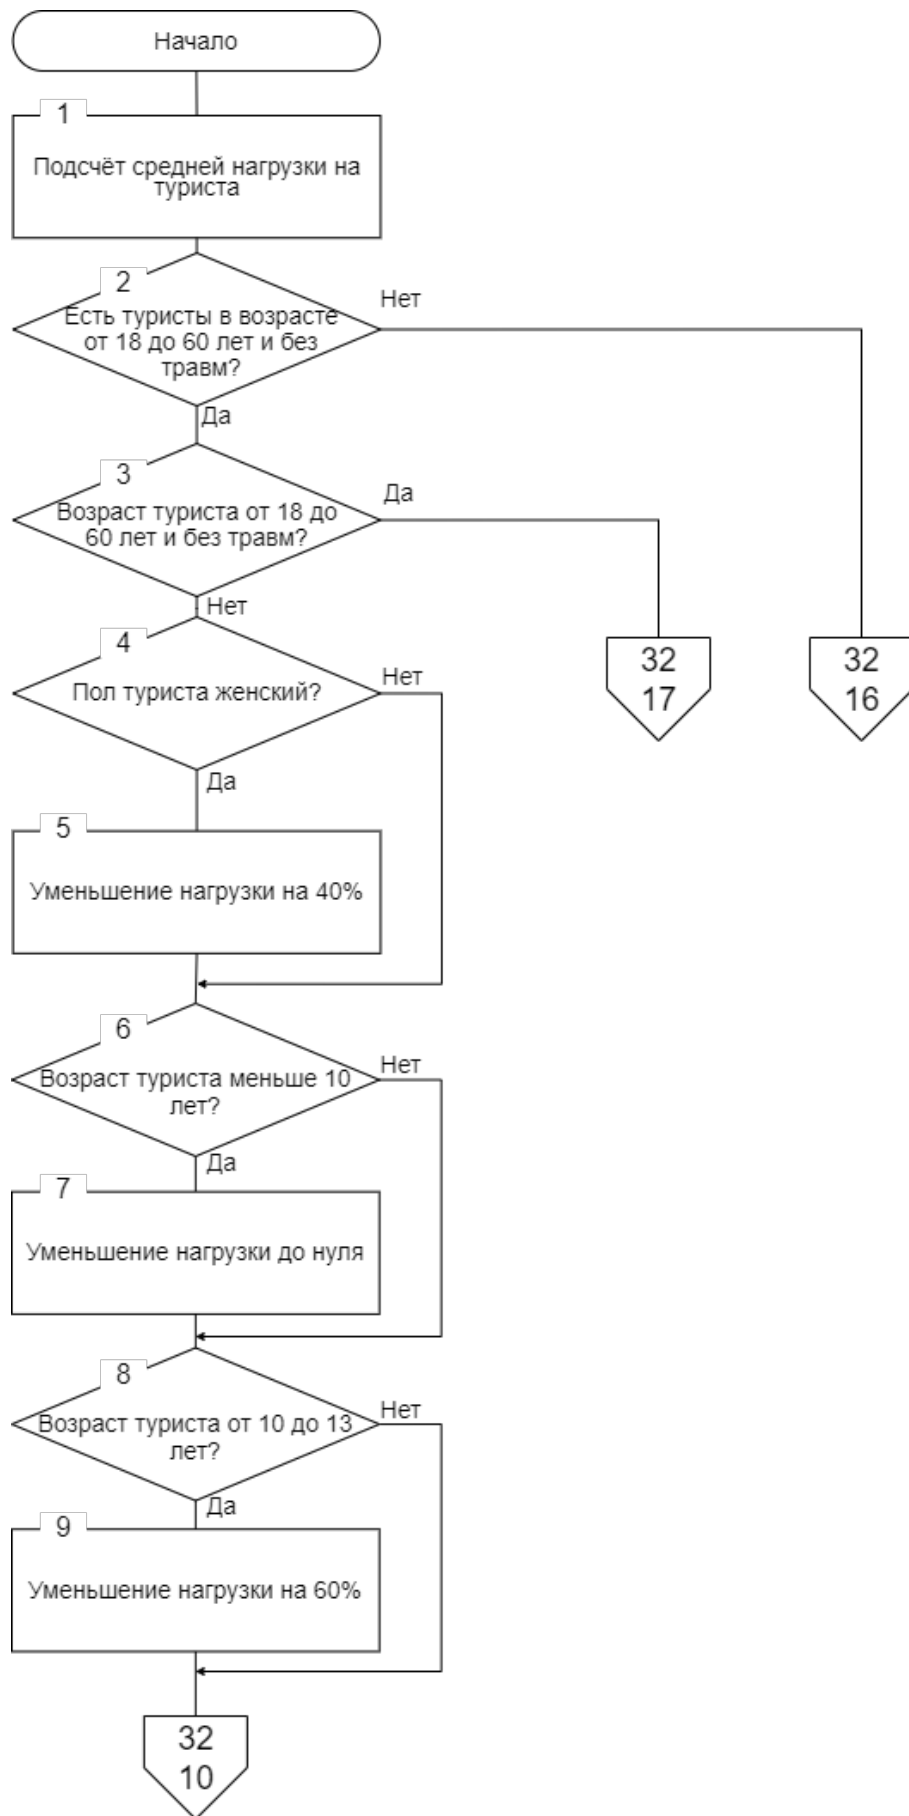 Начало
1
Подсчёт средней нагрузки на
туриста
2
Нет
Есть туристы в возрасте
от 18 до 60 лет и без
травм?
Да
3
Да
Возраст туриста от 18 до
60 лет и без травм?
Нет
4
Нет
Пол туриста женский?
32
17
32
16
Да
5
Уменьшение нагрузки на 40%
6
Нет
Возраст туриста меньше 10
лет?
Да
7
Уменьшение нагрузки до нуля
8
Нет
Возраст туриста от 10 до 13
лет?
Да
9
Уменьшение нагрузки на 60%
32
10